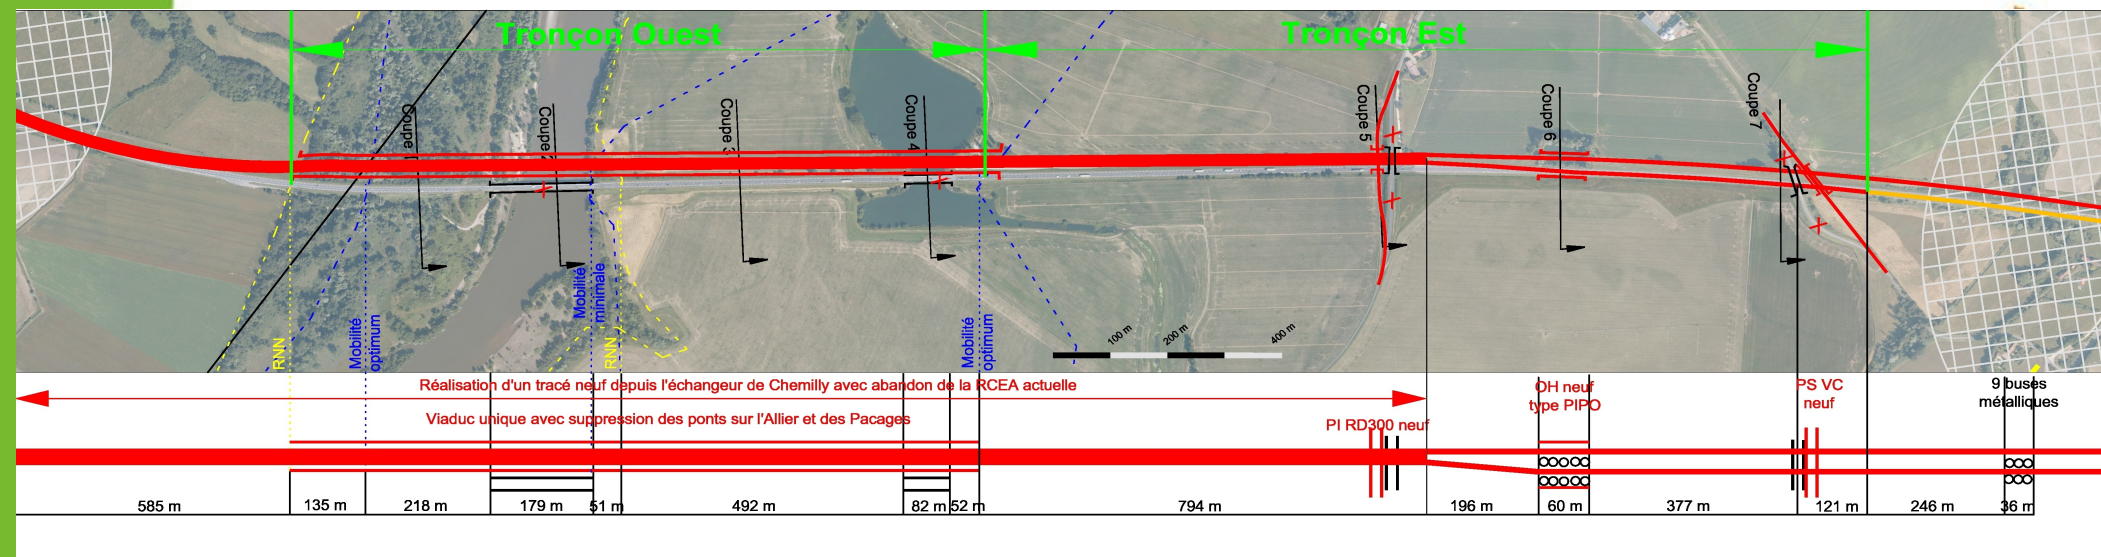 Tronçon Ouest
Tronçon Est
Coupe
Coupe 2
Coupe 3
Coupe 4
Coupe 5
Coupe 6
Coupe 7
RNN
Mobilité
optimum
Mobilité
minimale
RNN
Mobilité
optimum
100 m
200 m
400 m
Réalisation d'un tracé neuf depuis l'échangeur de Chemilly avec abandon de la RCEA actuelle
Viaduc unique avec suppression des ponts sur l'Allier et des Pacages
PI RD300 neuf
OH neuf
type PIPO
PS VC
neuf
9 buses
métalliques
585 m
135 m
218 m
179 m
51 m
492 m
82 m
52 m
794 m
196 m
60 m
377 m
121 m
246 m
36 m